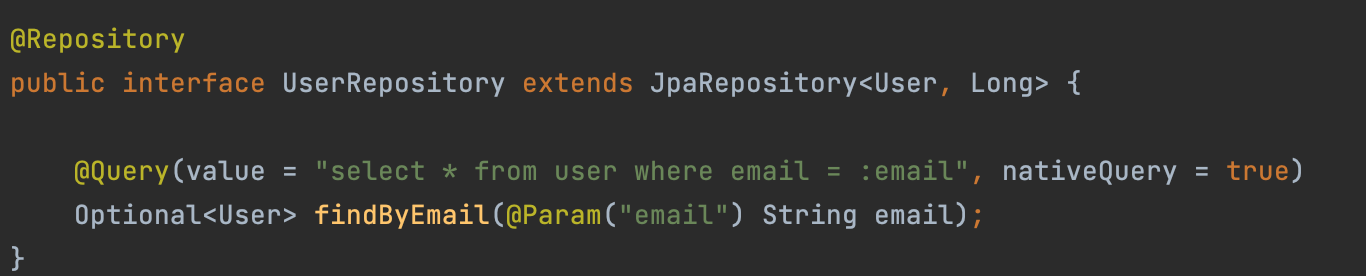 @Repository
public interface UserRepository extends JpaRepository<User, Long> {
@Query(value = "select * from user where email = :email", nativeQuery = true)
Optional<User> findByEmail(@Param("email") String email);
}